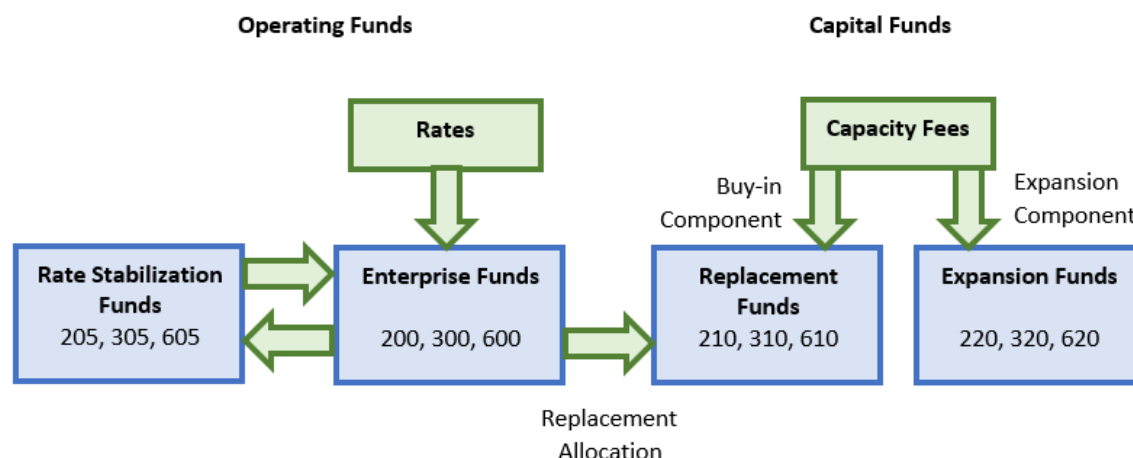 Operating Funds
Capital Funds
Rates
Capacity Fees
Buy-in
Component
Expansion
Component
Rate Stabilization
Funds
205, 305, 605
Enterprise Funds
200, 300, 600
Replacement
Funds
210, 310, 610
Expansion Funds
220, 320, 620
Replacement
Allocation